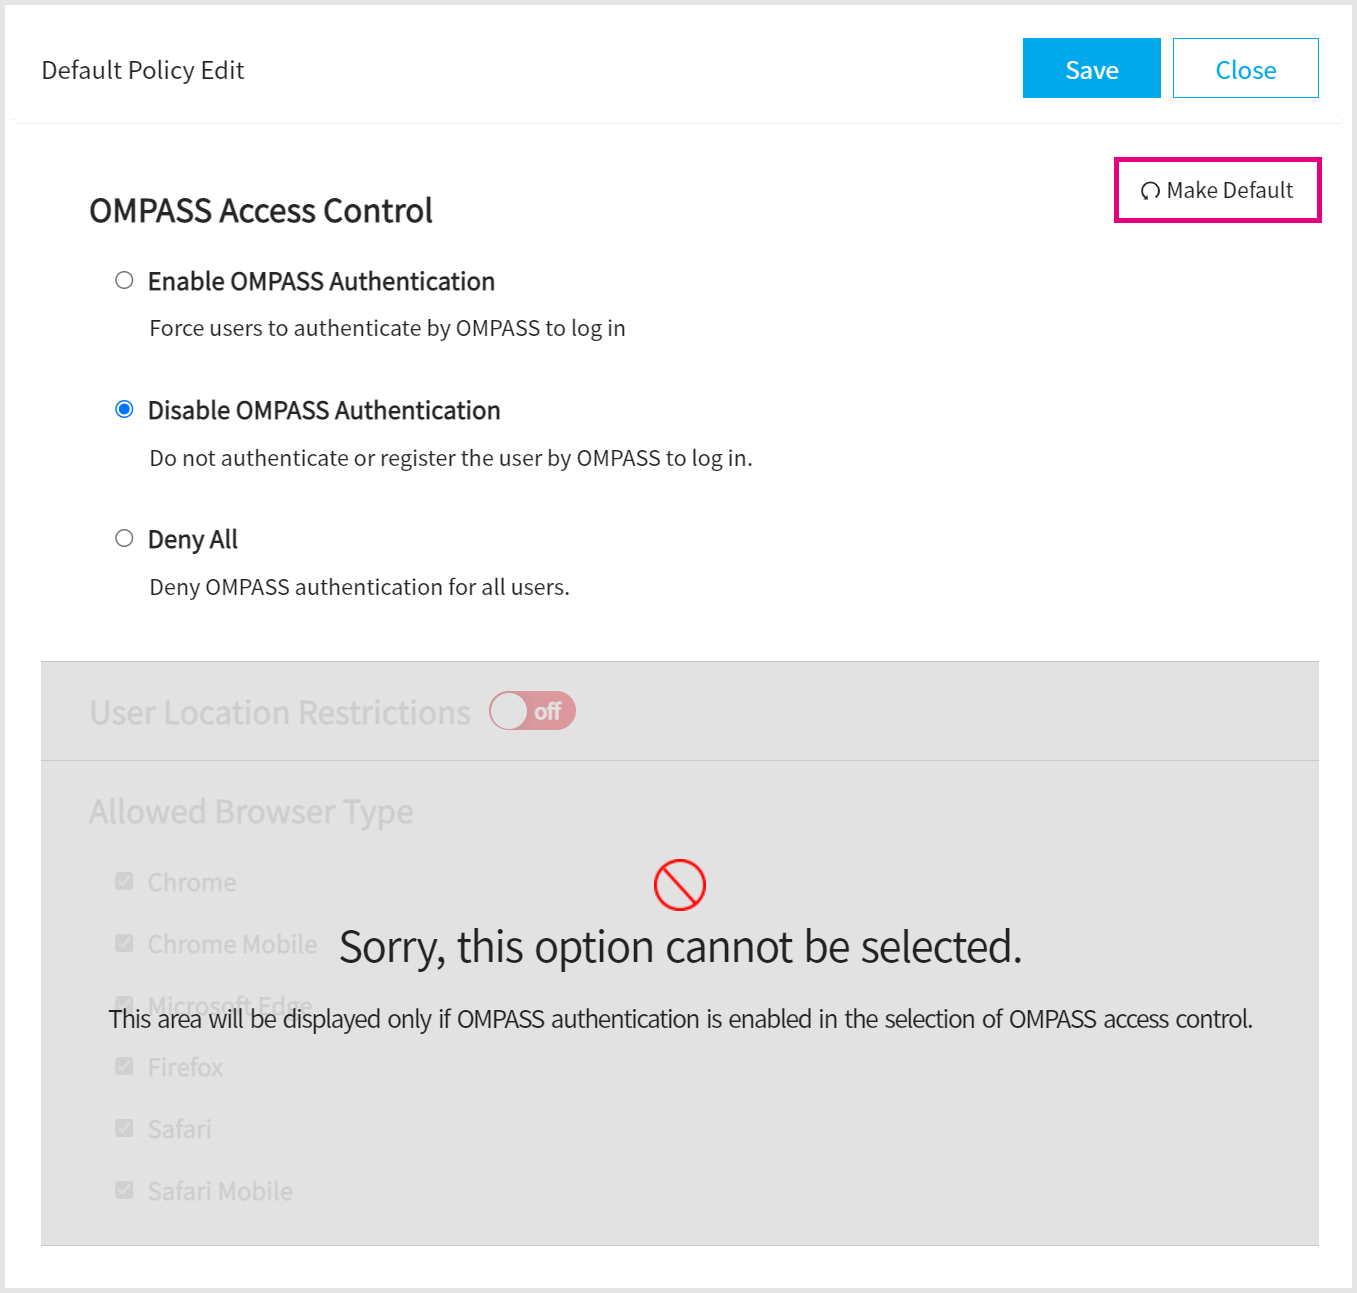 Default Policy Edit
Save
Close
Make Default
OMPASS Access Control
Enable OMPASS Authentication
Force users to authenticate by OMPASS to log in
Disable OMPASS Authentication
Do not authenticate or register the user by OMPASS to log in.
Deny All
Deny OMPASS authentication for all users.
User Location Restrictions
off
Allowed Browser Type
Chrome
Chrome Mobile
Sorry, this option cannot be selected.
Microsoft Edge
This area will be displayed only if OMPASS authentication is enabled in the selection of OMPASS access control.
Firefox
Safari
Safari Mobile